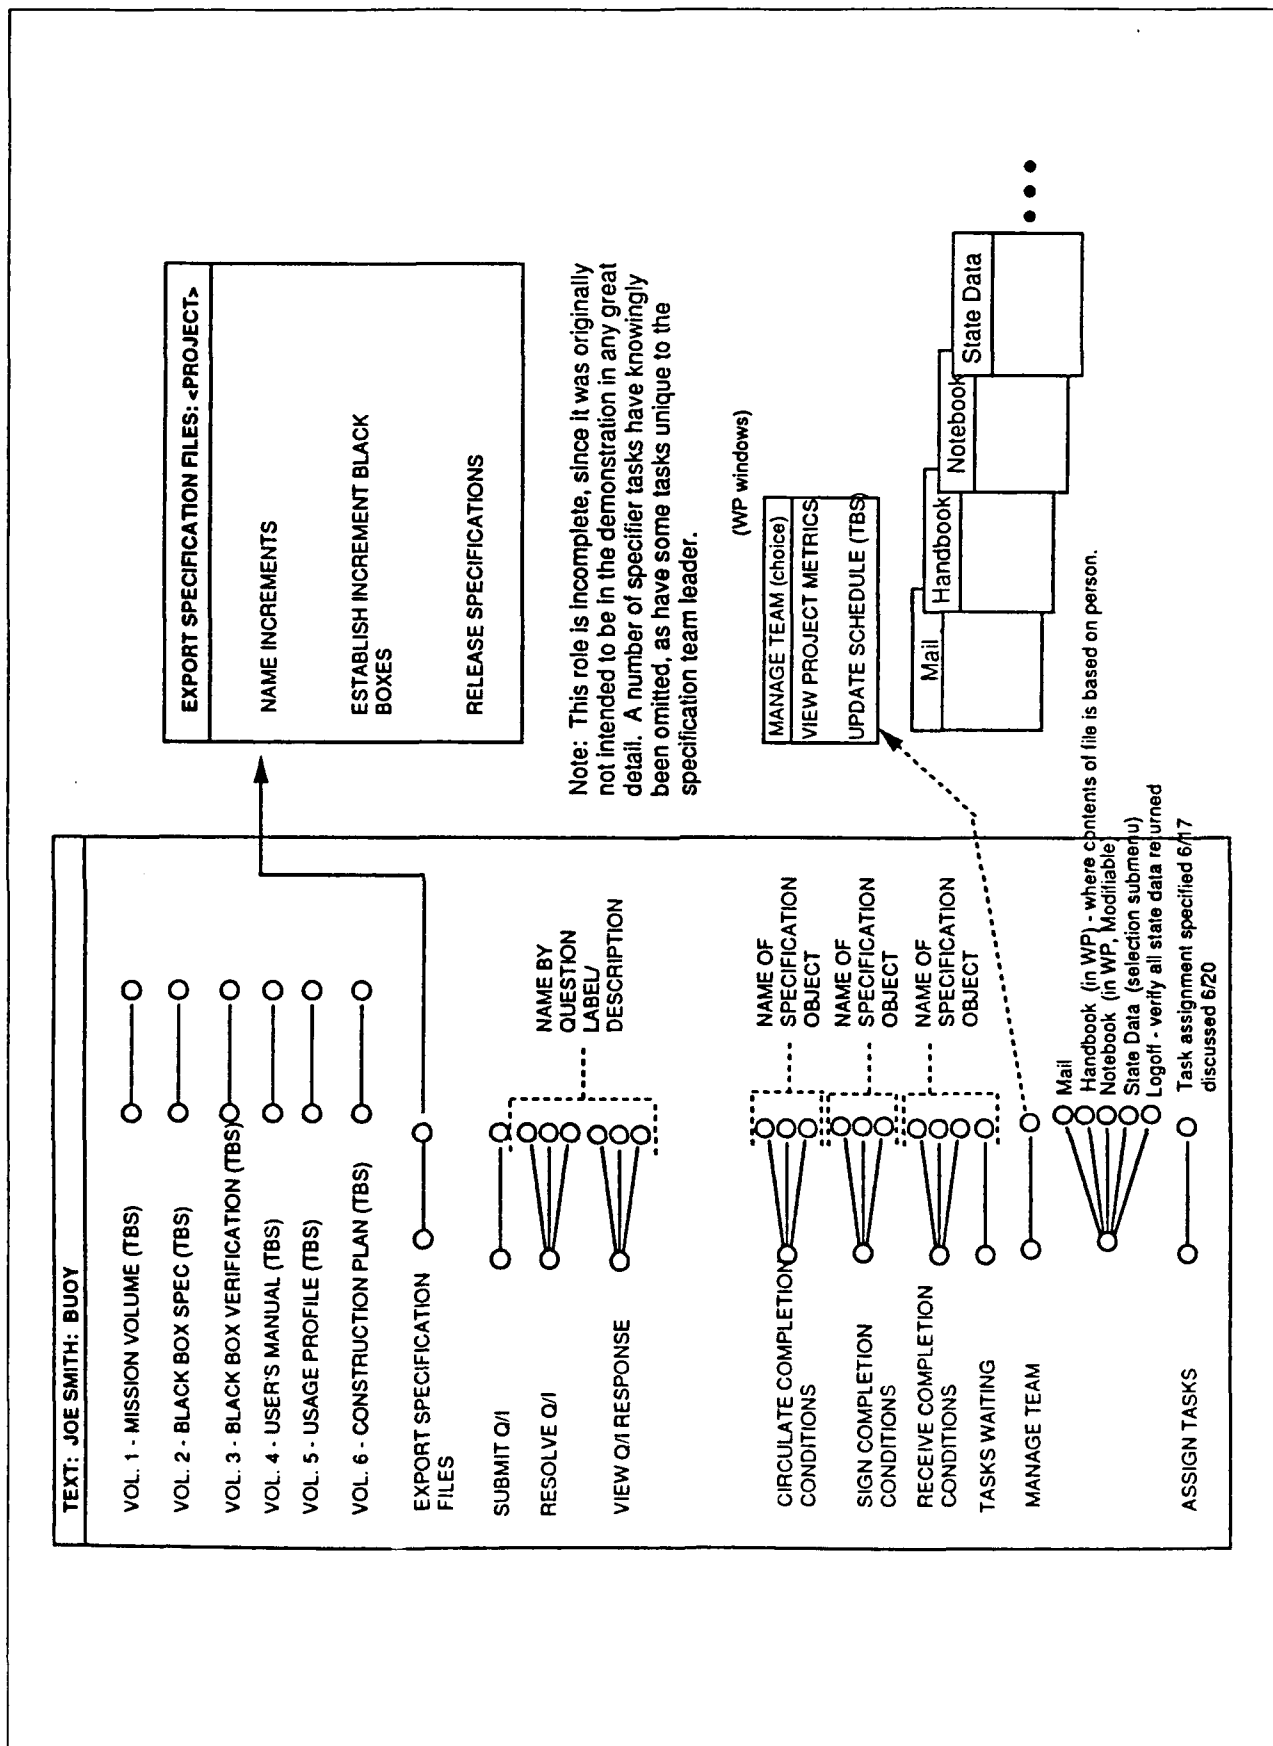 TEXT: JOE SMITH: BUOY
VOL. 1 - MISSION VOLUME (TBS)
VOL. 2 - BLACK BOX SPEC (TBS)
VOL. 3 - BLACK BOX VERIFICATION (TBS)
VOL. 4 - USER'S MANUAL (TBS)
VOL. 5 - USAGE PROFILE (TBS)
VOL. 6 - CONSTRUCTION PLAN (TBS)
EXPORT SPECIFICATION
FILES
SUBMIT Q/I
RESOLVE Q/I
VIEW Q/I RESPONSE
NAME BY
QUESTION
LABEL/
DESCRIPTION
CIRCULATE COMPLETION
CONDITIONS
NAME OF
SPECIFICATION
OBJECT
SIGN COMPLETION
CONDITIONS
NAME OF
SPECIFICATION
OBJECT
RECEIVE COMPLETION
CONDITIONS
NAME OF
SPECIFICATION
OBJECT
TASKS WAITING
MANAGE TEAM
Mail
Handbook (in WP) - where contents of file is based on person.
Notebook (in WP, Modifiable)
State Data (selection submenu)
Logoff - verify all state data returned
ASSIGN TASKS
Task assignment specified 6/17
discussed 6/20
EXPORT SPECIFICATION FILES: <PROJECT>
NAME INCREMENTS
ESTABLISH INCREMENT BLACK
BOXES
RELEASE SPECIFICATIONS
Note: This role is incomplete, since it was originally
not intended to be in the demonstration in any great
detail. A number of specifier tasks have knowingly
been omitted, as have some tasks unique to the
specification team leader.
(WP windows)
MANAGE TEAM (choice)
VIEW PROJECT METRICS
UPDATE SCHEDULE (TBS)
Mail
Handbook
Notebook
State Data